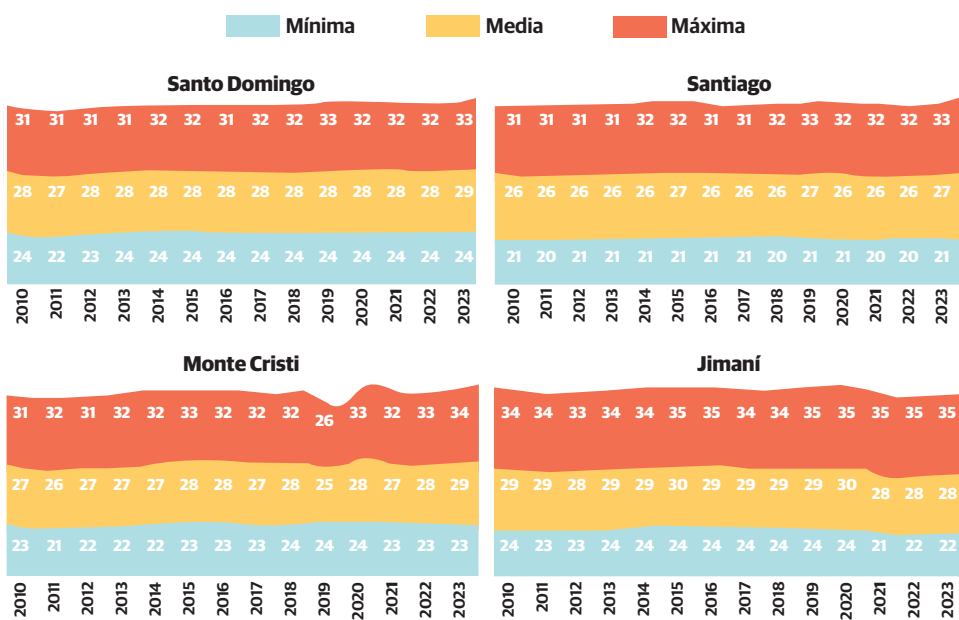 Mínima Media Máxima
Santo Domingo
31 31 31 31 32 32 31 32 32 33 32 32 32 33
28 27 28 28 28 28 28 28 28 28 28 28 28 29
24 22 23 24 24 24 24 24 24 24 24 24 24 24
2010 2011 2012 2013 2014 2015 2016 2017 2018 2019 2020 2021 2022 2023
Santiago
31 31 31 31 32 32 31 31 32 33 32 32 32 33
26 26 26 26 26 27 26 26 26 27 26 26 26 27
21 20 21 21 21 21 21 21 20 21 21 20 20 21
2010 2011 2012 2013 2014 2015 2016 2017 2018 2019 2020 2021 2022 2023
Monte Cristi
31 32 31 32 32 33 32 32 32 26 33 32 33 34
27 26 27 27 27 28 28 27 28 25 28 27 28 29
23 21 22 22 22 23 23 23 24 24 24 23 23 23
2010 2011 2012 2013 2014 2015 2016 2017 2018 2019 2020 2021 2022 2023
Jimaní
34 34 33 34 34 35 35 34 34 35 35 35 35 35
29 29 28 29 29 30 29 29 29 29 30 28 28 28
24 23 23 24 24 24 24 24 24 24 24 21 22 22
2010 2011 2012 2013 2014 2015 2016 2017 2018 2019 2020 2021 2022 2023